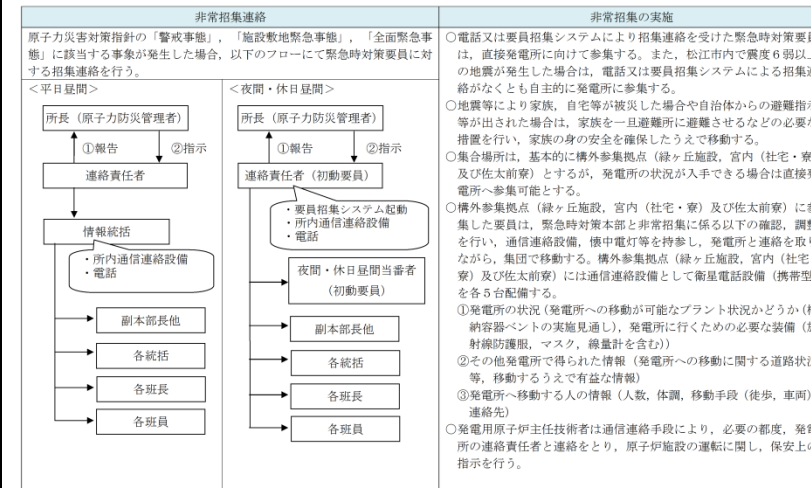 非常招集連絡
原子力災害対策指針の「警戒事態」，「施設敷地緊急事態」，「全面緊急事
態」に該当する事象が発生した場合，以下のフローにて緊急時対策要員に対
する招集連絡を行う。
＜平日昼間＞
所長（原子力防災管理者）
①報告
②指示
連絡責任者
情報統括
・所内通信連絡設備
・電話
副本部長他
各統括
各班長
各班員
＜夜間・休日昼間＞
所長（原子力防災管理者）
①報告
②指示
連絡責任者（初動要員）
・要員招集システム起動
・所内通信連絡設備
・電話
夜間・休日昼間当番者
（初動要員）
副本部長他
各統括
各班長
各班員
非常招集の実施
○電話又は要員招集システムにより招集連絡を受けた緊急時対策要
は，直接発電所に向けて参集する。また，松江市内で震度６弱以
の地震が発生した場合は，電話又は要員招集システムによる招集
絡がなくとも自主的に発電所に参集する。
○地震等により家族，自宅等が被災した場合や自治体からの避難指
等が出された場合は，家族を一旦避難所に避難させるなどの必要
措置を行い，家族の身の安全を確保したうえで移動する。
○集合場所は，基本的に構外参集拠点（緑ヶ丘施設，宮内（社宅・寮
及び佐太前寮）とするが，発電所の状況が入手できる場合は直接
電所へ参集可能とする。
○構外参集拠点（緑ヶ丘施設，宮内（社宅・寮）及び佐太前寮）に
集した要員は，緊急時対策本部と非常招集に係る以下の確認，調
を行い，通信連絡設備，懐中電灯等を持参し，発電所と連絡を取
ながら，集団で移動する。構外参集拠点（緑ヶ丘施設，宮内（社宅
寮）及び佐太前寮）には通信連絡設備として衛星電話設備（携帯型
を各５台配備する。
①発電所の状況（発電所への移動が可能なプラント状況かどうか（
納容器ベントの実施見通し），発電所に行くための必要な装備（
射線防護服，マスク，線量計を含む））
②その他発電所で得られた情報（発電所への移動に関する道路状
等，移動するうえで有益な情報）
③発電所へ移動する人の情報（人数，体調，移動手段（徒歩，車両）
連絡先）
○発電用原子炉主任技術者は通信連絡手段により，必要の都度，発
所の連絡責任者と連絡をとり，原子炉施設の運転に関し，保安上
指示を行う。